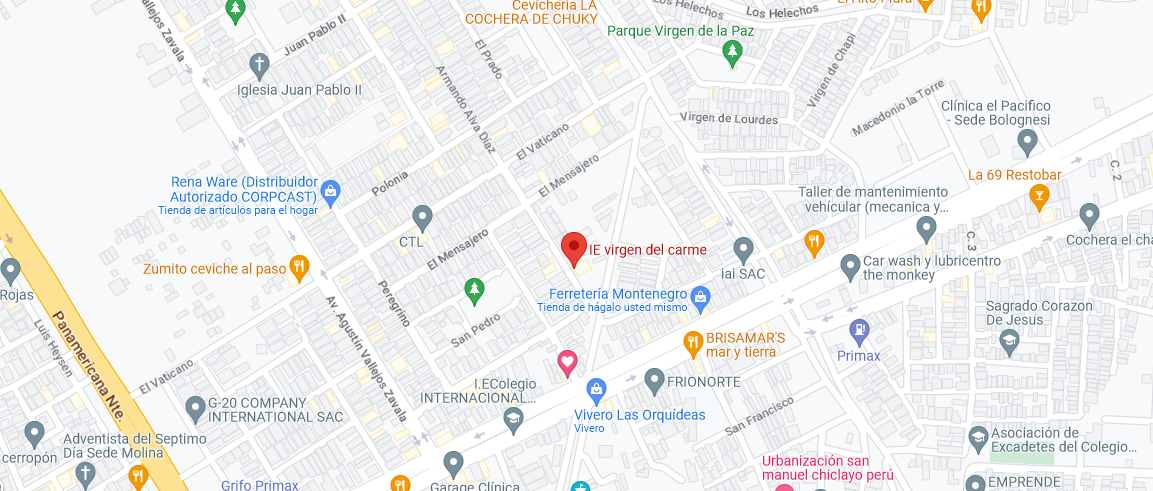 Cevichería LA
COCHERA DE CHUKY
Los Helechos
Los Helechos
Vallejos Zavala
Juan Pablo II
El Prado
Parque Virgen de la Paz
Virgen de Chapi
Iglesia Juan Pablo II
Armando Alva Díaz
Macedonio la Torre
Clínica el Pacifico
- Sede Bolognesi
Virgen de Lourdes
El Vaticano
El Mensajero
C. 2
La 69 Restobar
Rena Ware (Distribuidor
Autorizado CORPCAST)
Tienda de artículos para el hogar
Polonia
Taller de mantenimiento
vehícular (mecanica y...
CTL
El Mensajero
IE virgen del carme
C. 3
Cochera el cha
Zumito ceviche al paso
iai SAC
Car wash y lubricentro
the monkey
Rojas
Peregrino
Ferretería Montenegro
Tienda de hágalo usted mismo
Sagrado Corazon
De Jesus
Luis Heysen
Panamericana Nte.
Av. Agustín Vallejos Zavala
San Pedro
BRISAMAR'S
mar y tierra
Primax
El Vaticano
I.EColegio
INTERNACIONAL...
FRIONORTE
G-20 COMPANY
INTERNATIONAL SAC
Vivero Las Orquídeas
Vivero
San Francisco
Adventista del Septimo
Día Sede Molina
cerropón
Asociación de
Excadetes del Colegio...
Urbanización san
manuel chiclayo perú
Grifo Primax
Garage Clínica
EMPRENDE